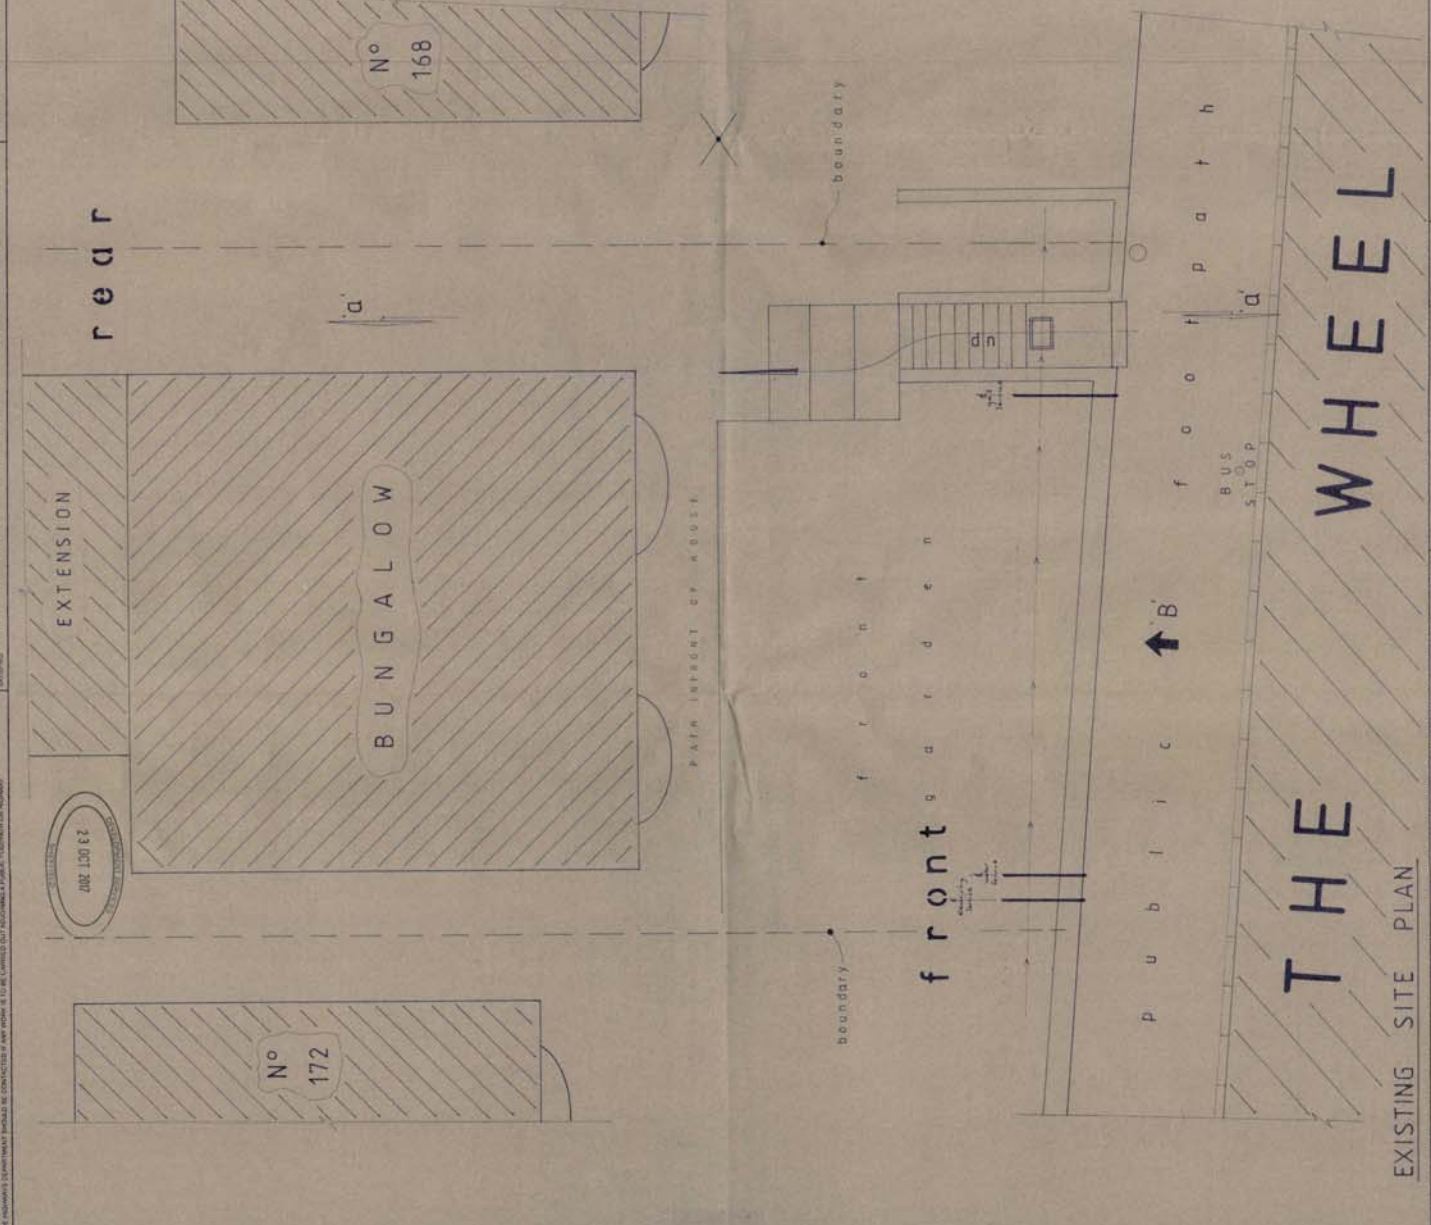 EXTENSION
rear
Nº
168
'a'
BUNGALOW
Nº
172
23 OCT 2017
PATH INFRONT OF HOUSE
boundary
boundary
dn
front
garden
front
'B'
public footpath
BUS
STOP
'a'
THE WHEEL
EXISTING SITE PLAN